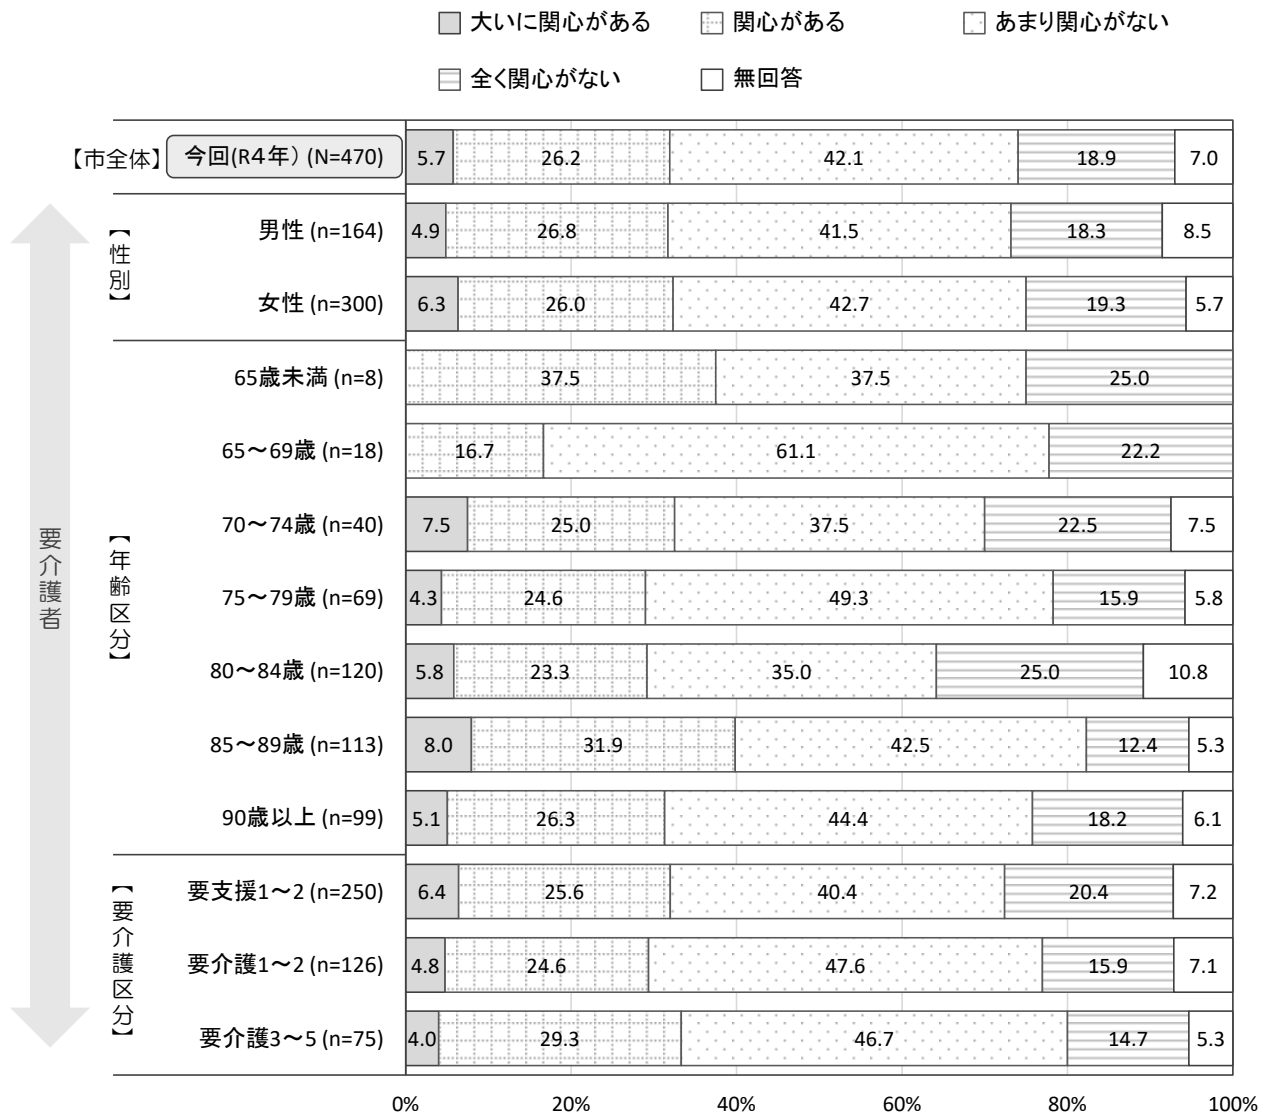 大いに関心がある 関心がある あまり関心がない
全く関心がない 無回答
【市全体】 今回(R4年) (N=470) 5.7 26.2 42.1 18.9 7.0
要介護者
【性別】
男性 (n=164) 4.9 26.8 41.5 18.3 8.5
女性 (n=300) 6.3 26.0 42.7 19.3 5.7
【年齢区分】
65歳未満 (n=8) 37.5 37.5 25.0
65～69歳 (n=18) 16.7 61.1 22.2
70～74歳 (n=40) 7.5 25.0 37.5 22.5 7.5
75～79歳 (n=69) 4.3 24.6 49.3 15.9 5.8
80～84歳 (n=120) 5.8 23.3 35.0 25.0 10.8
85～89歳 (n=113) 8.0 31.9 42.5 12.4 5.3
90歳以上 (n=99) 5.1 26.3 44.4 18.2 6.1
【要介護区分】
要支援1～2 (n=250) 6.4 25.6 40.4 20.4 7.2
要介護1～2 (n=126) 4.8 24.6 47.6 15.9 7.1
要介護3～5 (n=75) 4.0 29.3 46.7 14.7 5.3
0% 20% 40% 60% 80% 100%